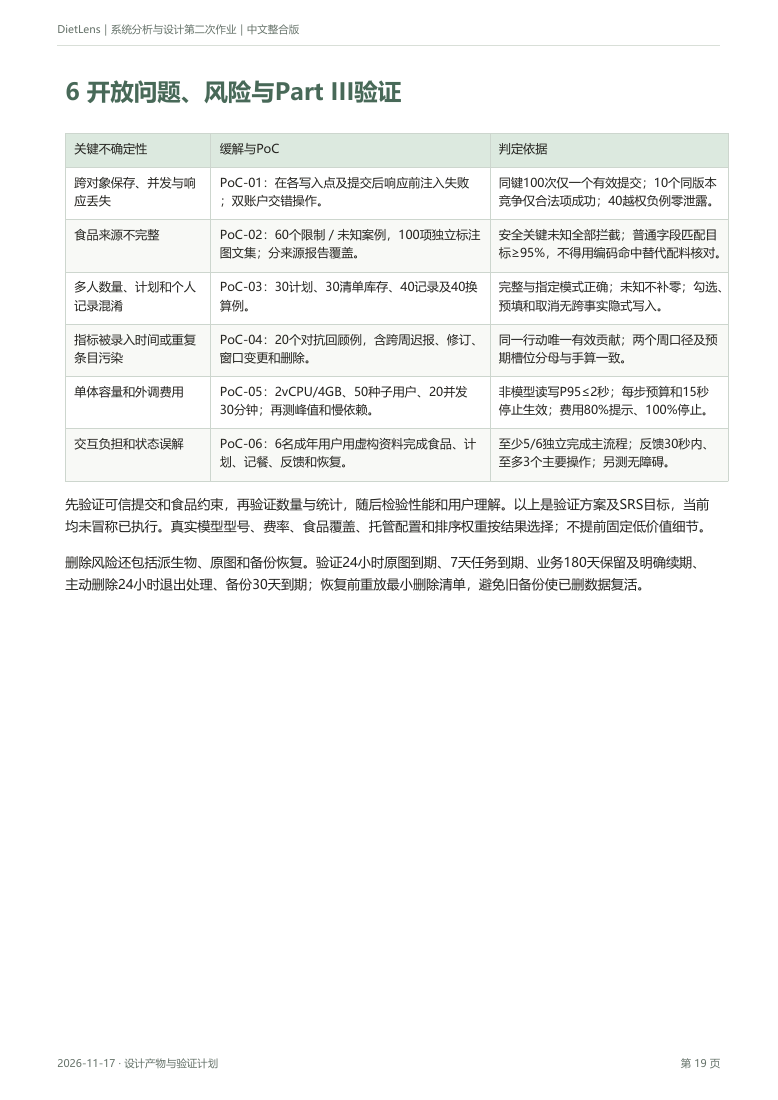 DietLens | 系统分析与设计第二次作业 | 中文整合版
6 开放问题、风险与Part III验证
关键不确定性
缓解与PoC
判定依据
跨对象保存、并发与响
应丢失
PoC-01：在各写入点及提交后响应前注入失败
；双账户交错操作。
同键100次仅一个有效提交；10个同版本
竞争仅合法项成功；40越权负例零泄露。
食品来源不完整
PoC-02：60个限制 / 未知案例，100项独立标注
图文集；分来源报告覆盖。
安全关键未知全部拦截；普通字段匹配目
标≥95%，不得用编码命中替代配料核对。
多人数量、计划和个人
记录混淆
PoC-03：30计划、30清单库存、40记录及40换
算例。
完整与指定模式正确；未知不补零；勾选、
预填和取消无跨事实隐式写入。
指标被录入时间或重复
条目污染
PoC-04：20个对抗回顾例，含跨周迟报、修订、
窗口变更和删除。
同一行动唯一有效贡献；两个周口径及预
期槽位分母与手算一致。
单体容量和外调费用
PoC-05：2vCPU/4GB、50种子用户、20并发
30分钟；再测峰值和慢依赖。
非模型读写P95≤2秒；每步预算和15秒
停止生效；费用80%提示、100%停止。
交互负担和状态误解
PoC-06：6名成年用户用虚构资料完成食品、计
划、记餐、反馈和恢复。
至少5/6独立完成主流程；反馈30秒内、
至多3个主要操作；另测无障碍。
先验证可信提交和食品约束，再验证数量与统计，随后检验性能和用户理解。以上是验证方案及SRS目标，当前
均未冒称已执行。真实模型型号、费率、食品覆盖、托管配置和排序权重按结果选择；不提前固定低价值细节。
删除风险还包括派生物、原图和备份恢复。验证24小时原图到期、7天任务到期、业务180天保留及明确续期、
主动删除24小时退出处理、备份30天到期；恢复前重放最小删除清单，避免旧备份使已删数据复活。
2026-11-17 · 设计产物与验证计划
第 19 页